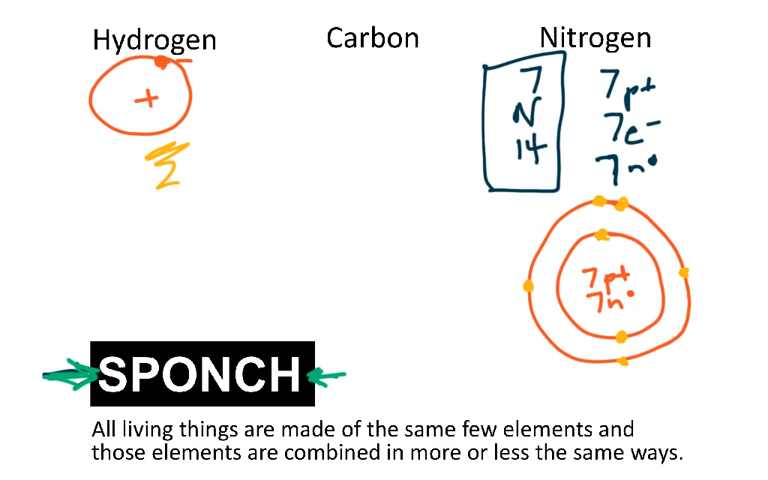 Hydrogen Carbon Nitrogen
+
2
7
N
14
7p+
7e-
7n°
7p+
7n°
SPONCH
All living things are made of the same few elements and
those elements are combined in more or less the same ways.